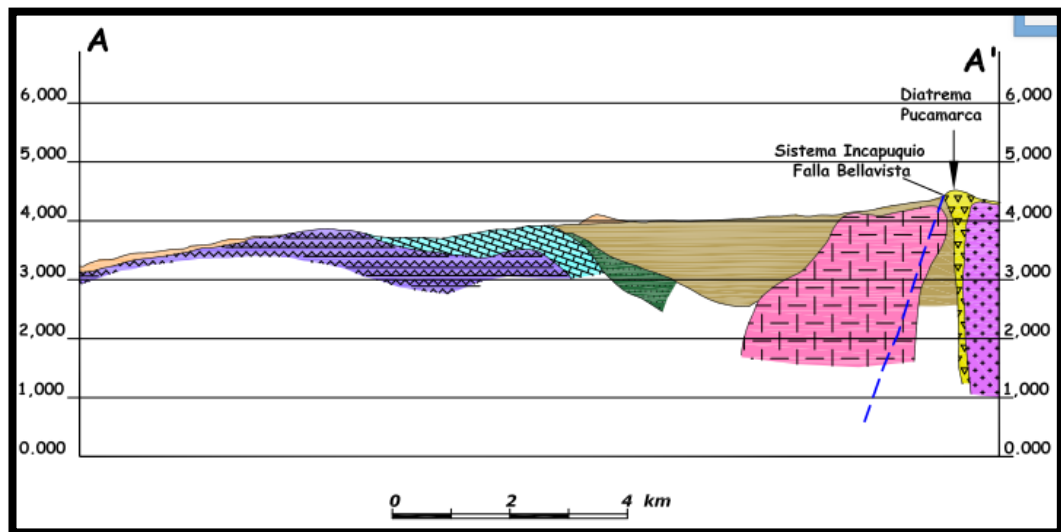 A
A'
6,000
5,000
4,000
3,000
2,000
1,000
0.000
6,000
5,000
4,000
3,000
2,000
1,000
0.000
Diatrema
Pucamarca
Sistema Incapuquio
Falla Bellavista
0 2 4 km